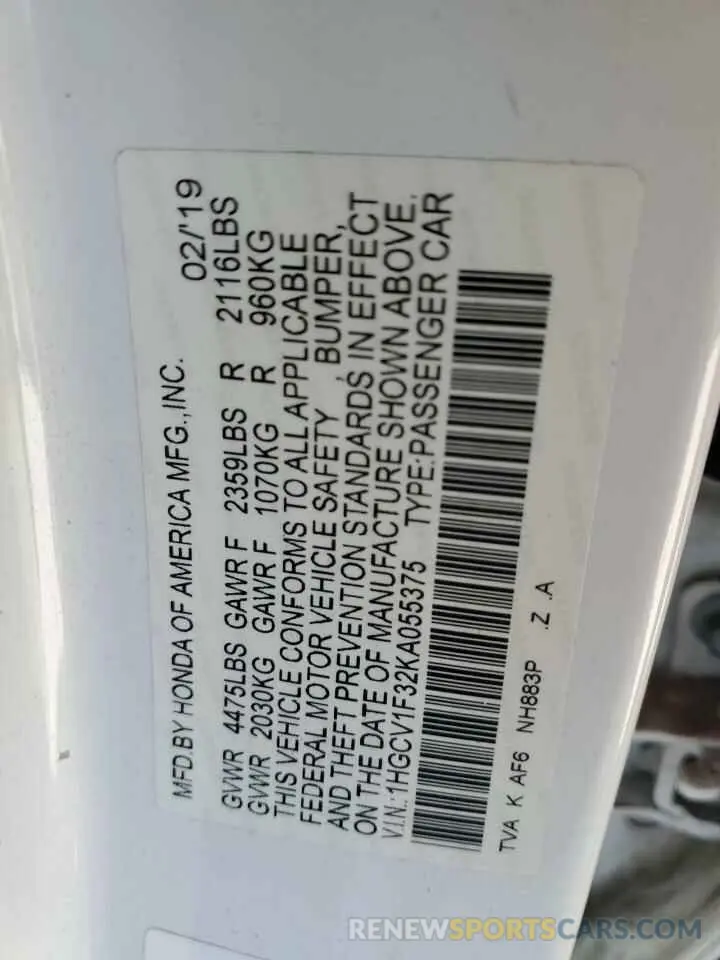 MFD.BY HONDA OF AMERICA MFG.,INC. 02/'19
GVWR 4475LBS GAWR F 2359LBS R 2116LBS
GVWR 2030KG GAWR F 1070KG R 960KG
THIS VEHICLE CONFORMS TO ALL APPLICABLE
FEDERAL MOTOR VEHICLE SAFETY , BUMPER,
AND THEFT PREVENTION STANDARDS IN EFFECT
ON THE DATE OF MANUFACTURE SHOWN ABOVE.
V.I.N.:1HGCV1F32KA055375 TYPE:PASSENGER CAR
TVA K AF6 NH883P .Z .A
RENEWSPORTSCARS.COM